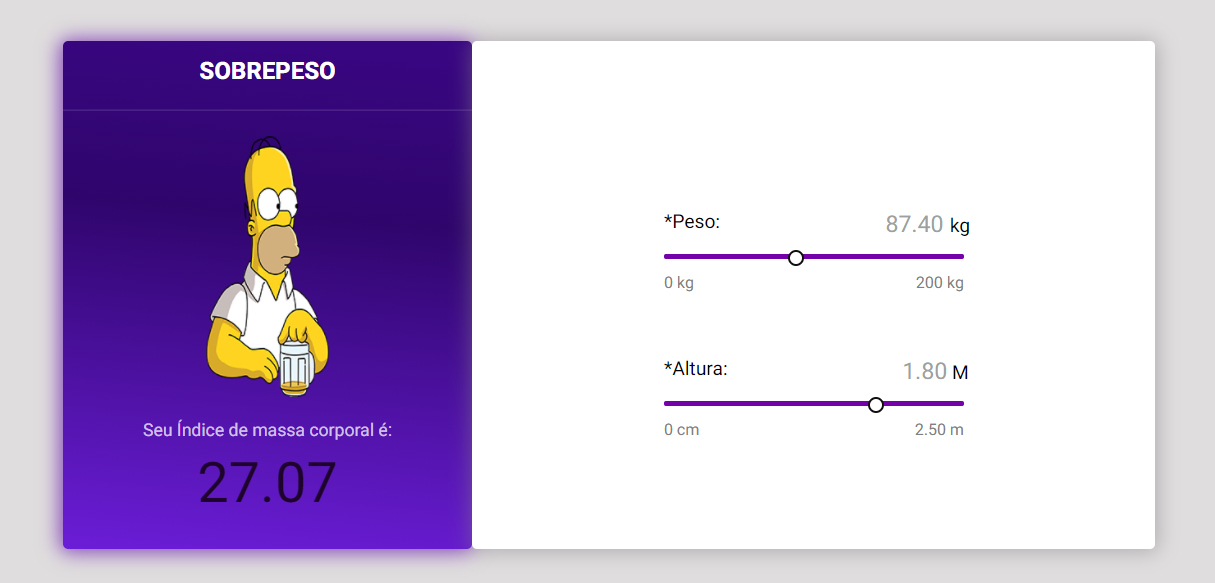 SOBREPESO
Seu Índice de massa corporal é:
27.07
*Peso: 87.40 kg
0 kg 200 kg
*Altura: 1.80 M
0 cm 2.50 m